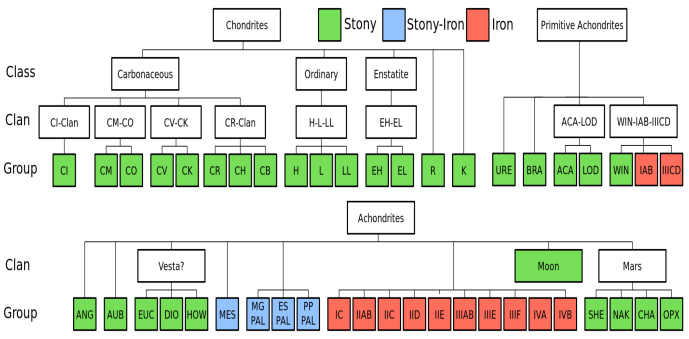 Chondrites
Stony
Stony-Iron
Iron
Primitive Achondrites
Class
Carbonaceous
Ordinary
Enstatite
Clan
CI-Clan
CM-CO
CV-CK
CR-Clan
H-L-LL
EH-EL
ACA-LOD
WIN-IAB-IIICD
Group
CI
CM
CO
CV
CK
CR
CH
CB
H
L
LL
EH
EL
R
K
URE
BRA
ACA
LOD
WIN
IAB
IIICD
Achondrites
Clan
Vesta?
Moon
Mars
Group
ANG
AUB
EUC
DIO
HOW
MES
MG
PAL
ES
PAL
PP
PAL
IC
IIAB
IIC
IID
IIE
IIIAB
IIIE
IIIF
IVA
IVB
SHE
NAK
CHA
OPX